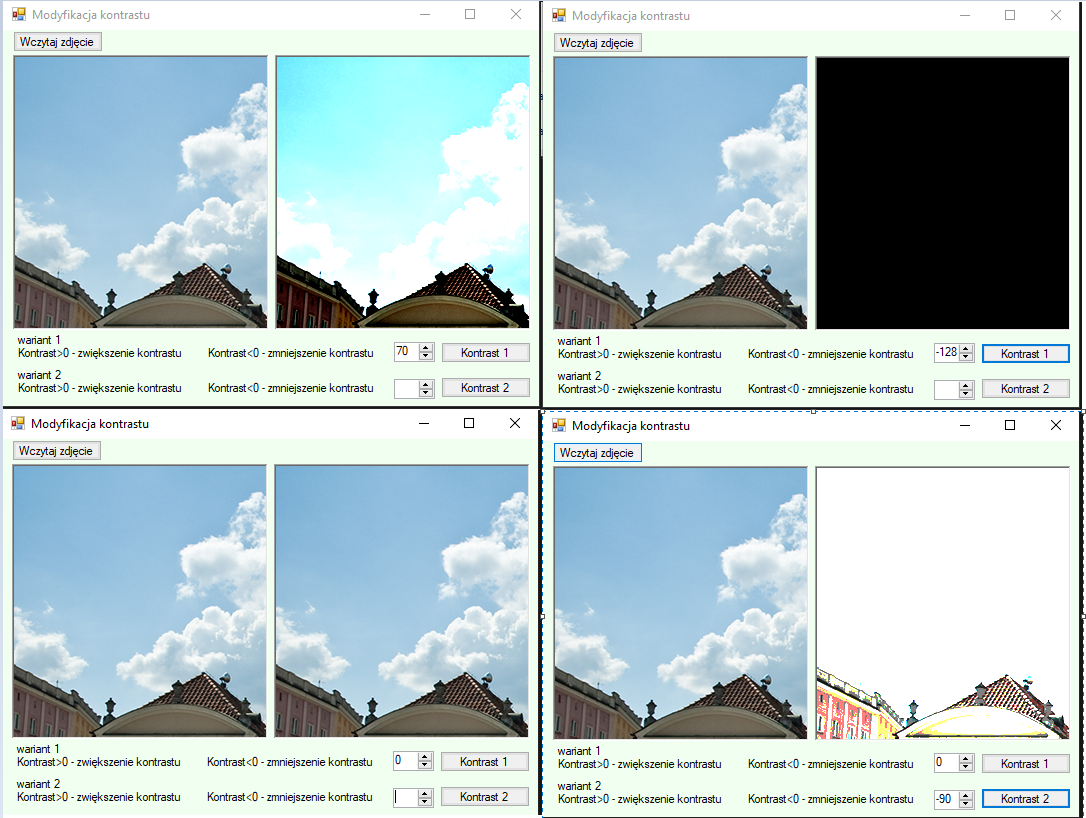 Modyfikacja kontrastu
Wczytaj zdjęcie
wariant 1
Kontrast>0 - zwiększenie kontrastu Kontrast<0 - zmniejszenie kontrastu 70 Kontrast 1
wariant 2
Kontrast>0 - zwiększenie kontrastu Kontrast<0 - zmniejszenie kontrastu Kontrast 2
Modyfikacja kontrastu
Wczytaj zdjęcie
wariant 1
Kontrast>0 - zwiększenie kontrastu Kontrast<0 - zmniejszenie kontrastu -128 Kontrast 1
wariant 2
Kontrast>0 - zwiększenie kontrastu Kontrast<0 - zmniejszenie kontrastu Kontrast 2
Modyfikacja kontrastu
Wczytaj zdjęcie
wariant 1
Kontrast>0 - zwiększenie kontrastu Kontrast<0 - zmniejszenie kontrastu 0 Kontrast 1
wariant 2
Kontrast>0 - zwiększenie kontrastu Kontrast<0 - zmniejszenie kontrastu Kontrast 2
Modyfikacja kontrastu
Wczytaj zdjęcie
wariant 1
Kontrast>0 - zwiększenie kontrastu Kontrast<0 - zmniejszenie kontrastu 0 Kontrast 1
wariant 2
Kontrast>0 - zwiększenie kontrastu Kontrast<0 - zmniejszenie kontrastu -90 Kontrast 2